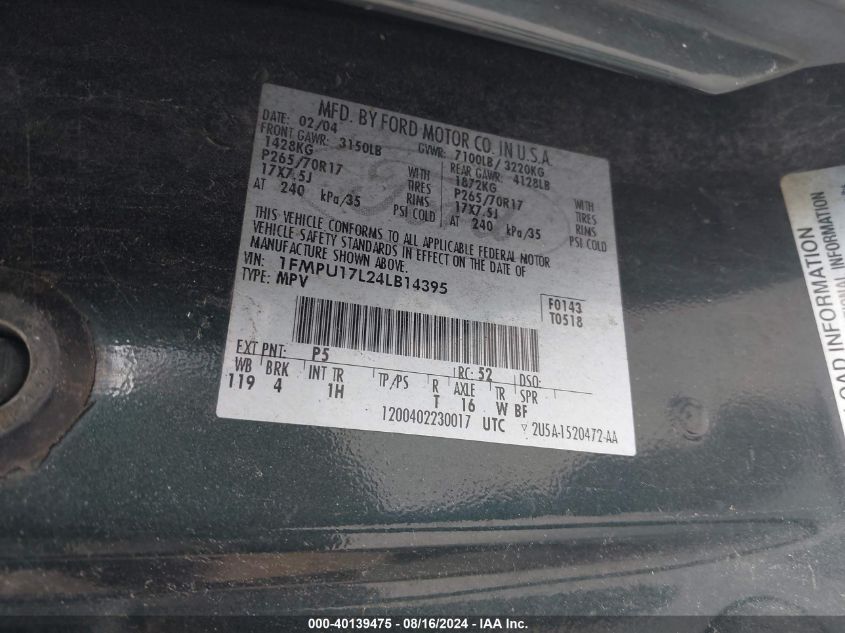 MFD. BY FORD MOTOR CO. IN U.S.A.
DATE: 02/04 GVWR: 7100LB/ 3220KG
FRONT GAWR: 3150LB REAR GAWR: 4128LB
1428KG WITH 1872KG WITH
P265/70R17 TIRES P265/70R17 TIRES
17X7.5J RIMS 17X7.5J RIMS
AT 240 kPa/35 PSI COLD AT 240 kPa/35 PSI COLD
THIS VEHICLE CONFORMS TO ALL APPLICABLE FEDERAL MOTOR
VEHICLE SAFETY STANDARDS IN EFFECT ON THE DATE OF
MANUFACTURE SHOWN ABOVE.
VIN: 1FMPU17L24LB14395
TYPE: MPV
F0143
T0518
EXT PNT: P5 RC: 52 DSO:
WB BRK INT TR TP/PS R AXLE TR SPR
119 4 1H T 16 W BF
1200402230017 UTC 2U5A-1520472-AA
OAD INFORMATION
000-40139475 - 08/16/2024 - © IAA, Inc.